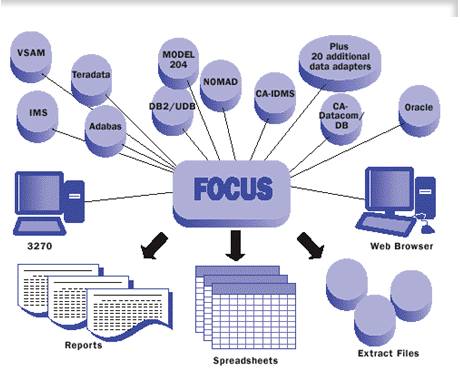 VSAM
Teradata
MODEL
204
NOMAD
Plus
20 additional
data adapters
IMS
Adabas
DB2/UDB
CA-IDMS
CA-
Datacom/
DB
Oracle
FOCUS
3270
Web Browser
Reports
Spreadsheets
Extract Files